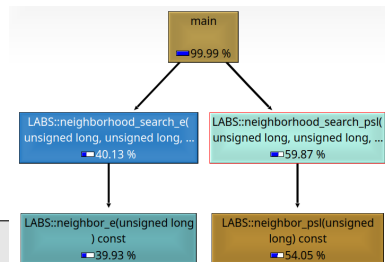 main
99.99 %
LABS::neighborhood_search_e(
unsigned long, unsigned long, ...
40.13 %
LABS::neighborhood_search_psl(
unsigned long, unsigned long, ...
59.87 %
LABS::neighbor_e(unsigned long
) const
39.93 %
LABS::neighbor_psl(unsigned
long) const
54.05 %